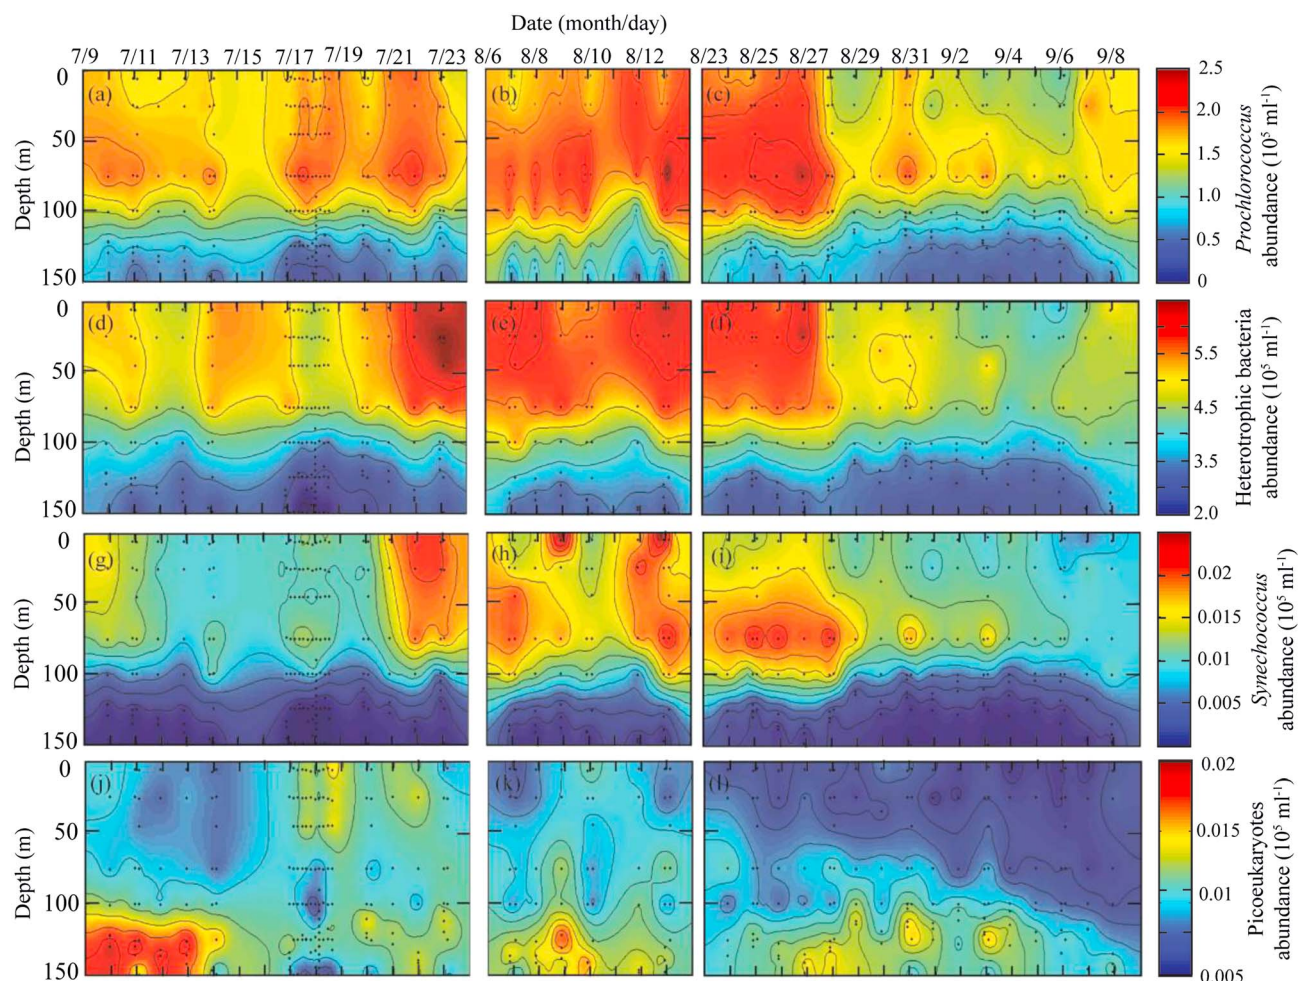 Date (month/day)
7/9 7/11 7/13 7/15 7/17 7/19 7/21 7/23 8/6 8/8 8/10 8/12 8/23 8/25 8/27 8/29 8/31 9/2 9/4 9/6 9/8
Depth (m)
0
50
100
150
(a)
(b)
(c)
2.5
2.0
1.5
1.0
0.5
0
Prochlorococcus
abundance (10⁵ ml⁻¹)
Depth (m)
0
50
100
150
(d)
(e)
(f)
5.5
4.5
3.5
2.0
Heterotrophic bacteria
abundance (10⁵ ml⁻¹)
Depth (m)
0
50
100
150
(g)
(h)
(i)
0.02
0.015
0.01
0.005
Synechococcus
abundance (10⁵ ml⁻¹)
Depth (m)
0
50
100
150
(j)
(k)
(l)
0.02
0.015
0.01
0.005
Picoeukaryotes
abundance (10⁵ ml⁻¹)